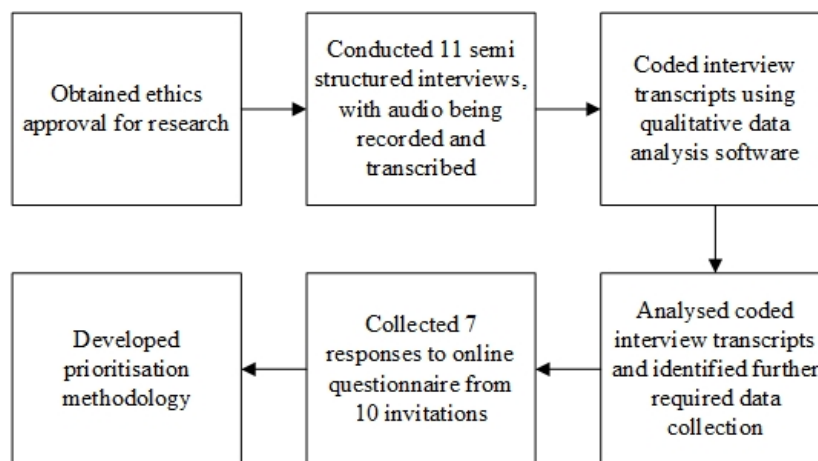 Obtained ethics
approval for research
Conducted 11 semi
structured interviews,
with audio being
recorded and
transcribed
Coded interview
transcripts using
qualitative data
analysis software
Analysed coded
interview transcripts
and identified further
required data
collection
Collected 7
responses to online
questionnaire from
10 invitations
Developed
prioritisation
methodology